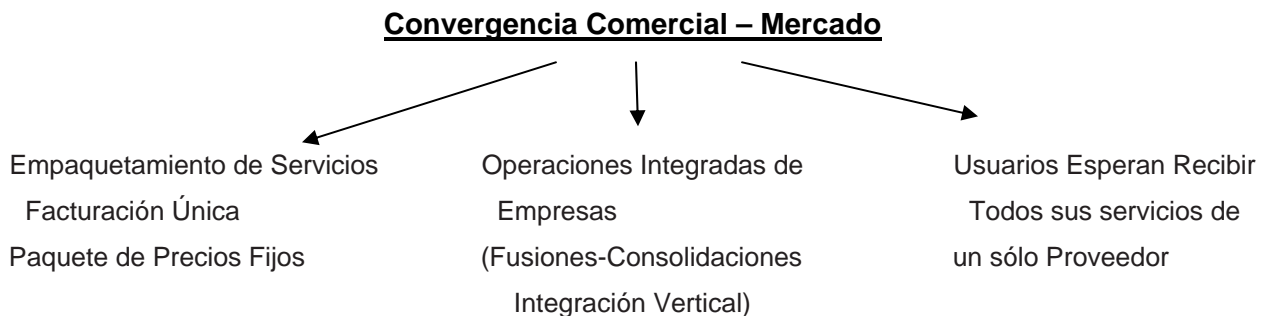 Convergencia Comercial – Mercado
Empaquetamiento de Servicios
Facturación Única
Paquete de Precios Fijos
Operaciones Integradas de
Empresas
(Fusiones-Consolidaciones
Integración Vertical)
Usuarios Esperan Recibir
Todos sus servicios de
un sólo Proveedor